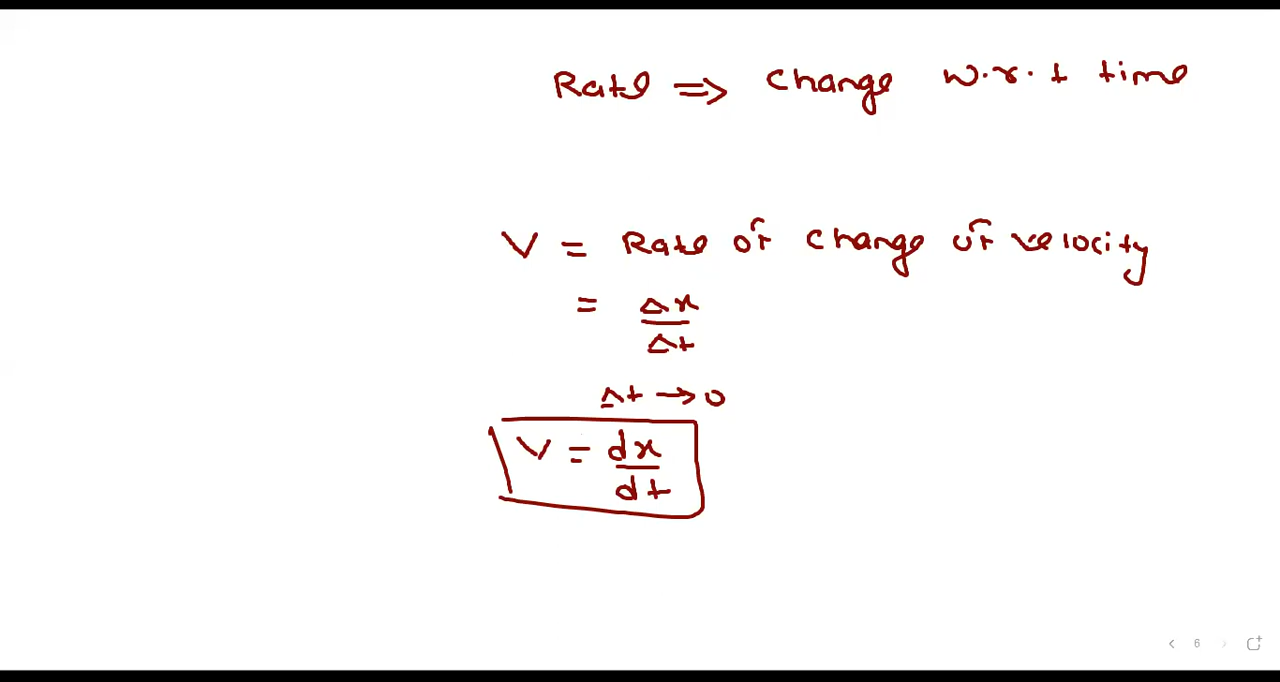 Rate ⇒ Change w.r.t time
V = Rate of Change of velocity
= Δx/Δt
Δt → 0
V = dx/dt
6